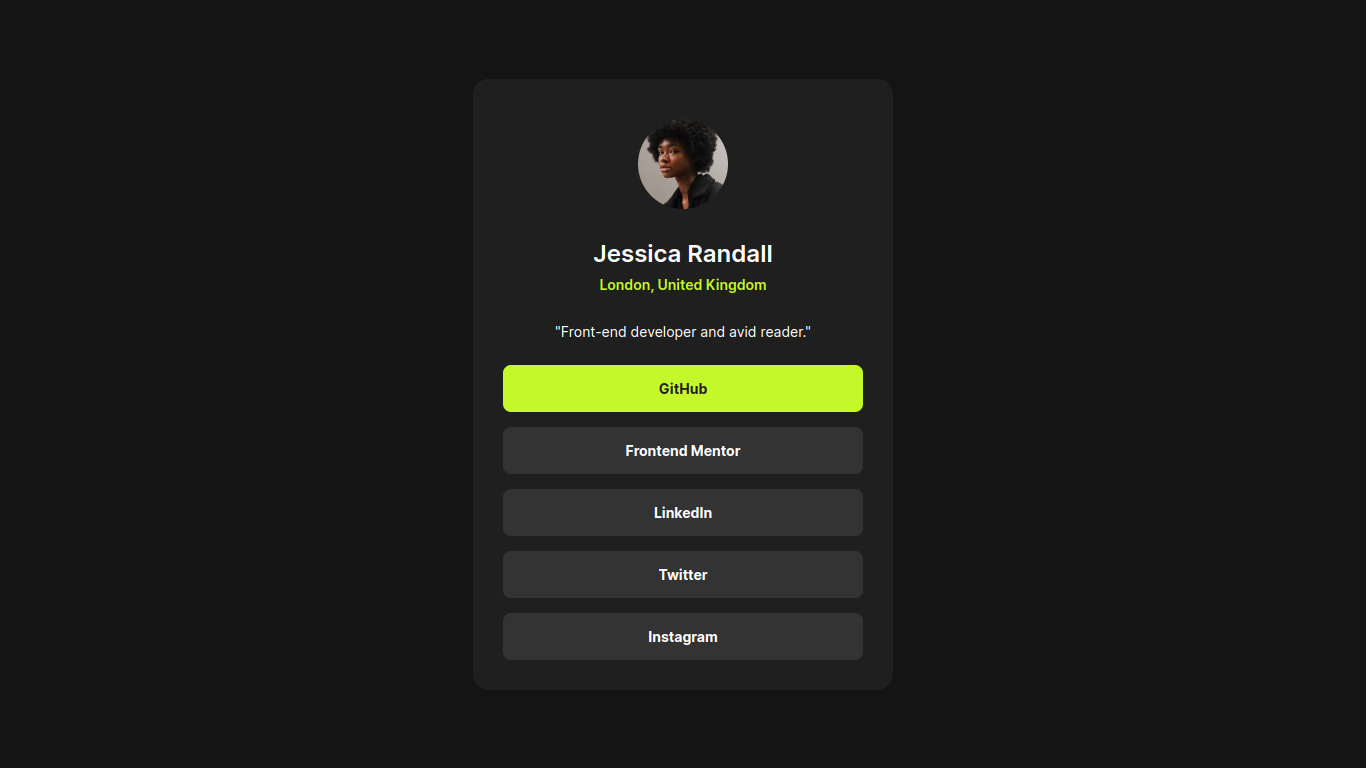 Jessica Randall
London, United Kingdom
"Front-end developer and avid reader."
GitHub
Frontend Mentor
LinkedIn
Twitter
Instagram